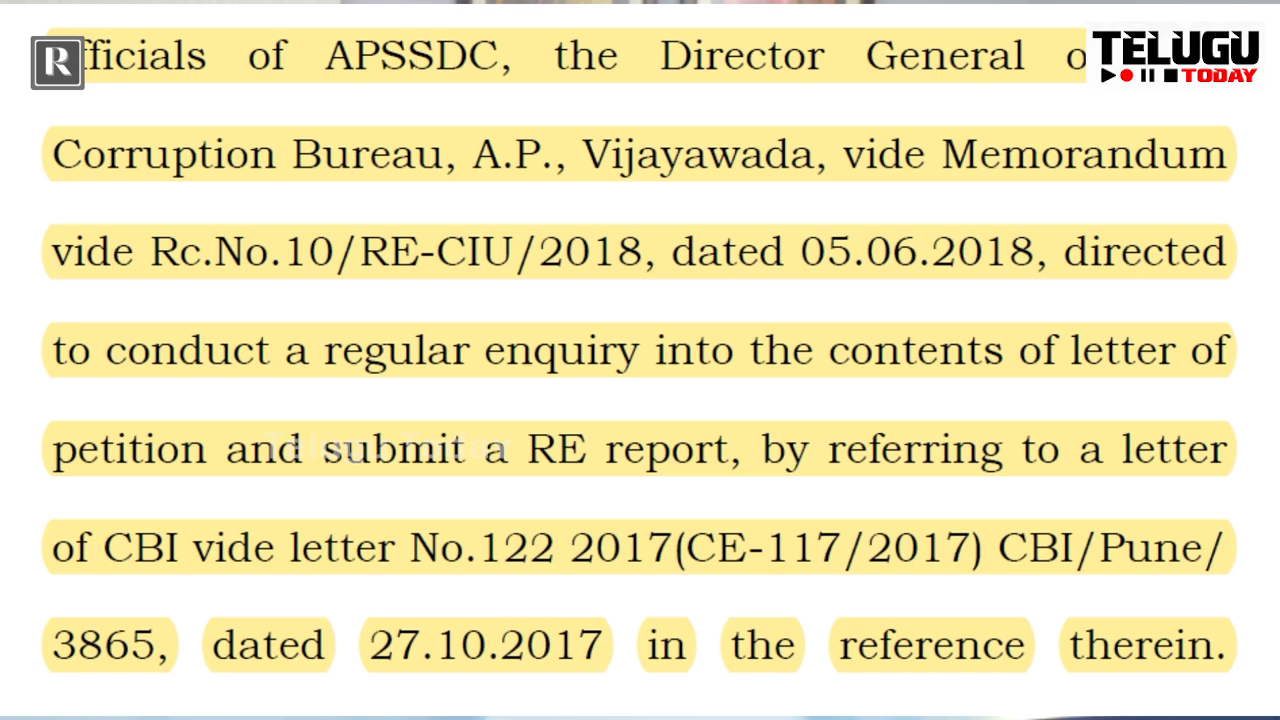 R
TELUGU
TODAY
fficials of APSSDC, the Director General o
Corruption Bureau, A.P., Vijayawada, vide Memorandum
vide Rc.No.10/RE-CIU/2018, dated 05.06.2018, directed
to conduct a regular enquiry into the contents of letter of
petition and submit a RE report, by referring to a letter
Telugu Today
of CBI vide letter No.122 2017(CE-117/2017) CBI/Pune/
3865, dated 27.10.2017 in the reference therein.